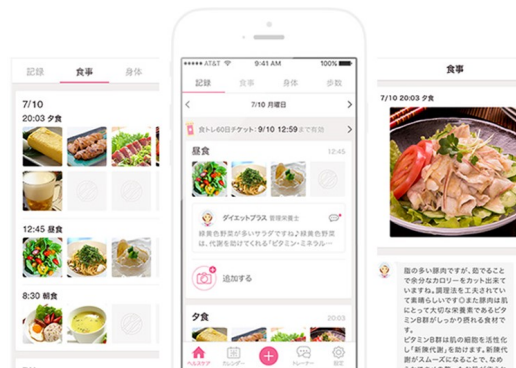 記録
食事
身体
7/10
20:03 夕食
12:45 昼食
8:30 朝食
AT&T
9:41 AM
100%
記録
食事
身体
歩数
7/10 月曜日
食トレ60日チケット: 9/10 12:59まで有効
昼食
12:45
ダイエットプラス 管理栄養士
緑黄色野菜が多いサラダですね♪緑黄色野菜
は、代謝を助けてくれる「ビタミン・ミネラル…
追加する
夕食
20:03
ヘルスケア
カレンダー
トレーナー
設定
食事
7/10 20:03 夕食
脂の多い豚肉ですが、茹でること
で余分なカロリーをカット出来て
いますね。調理法を工夫されてい
て素晴らしいです◎また豚肉は肌
にとって大切な栄養素であるビタ
ミンB群がしっかり摂れる食材で
す。
ビタミンB群は肌の細胞を活性化
し「新陳代謝」を助けます。新陳代
謝がスムーズになることで、なめ